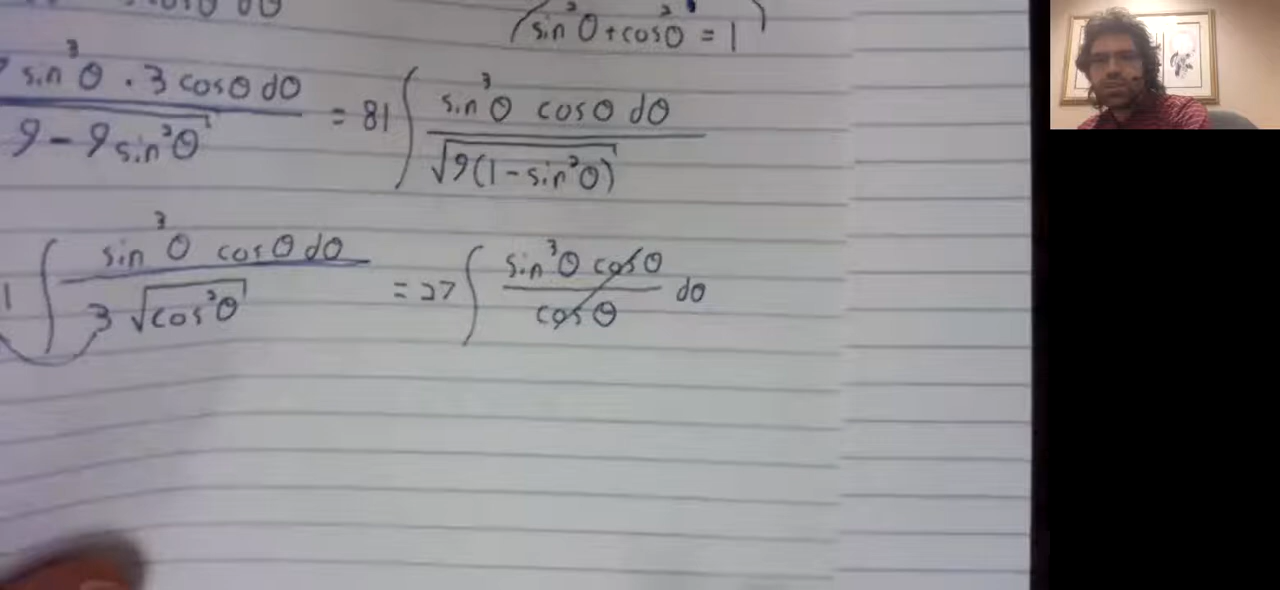 (sin²θ + cos²θ = 1)
sin³θ · 3 cosθ dθ / 9 - 9 sin²θ = 81 ∫ sin³θ cosθ dθ / √9(1 - sin²θ)
1 ∫ sin³θ cosθ dθ / 3 √cos²θ = 27 ∫ sin³θ cosθ / cosθ dθ